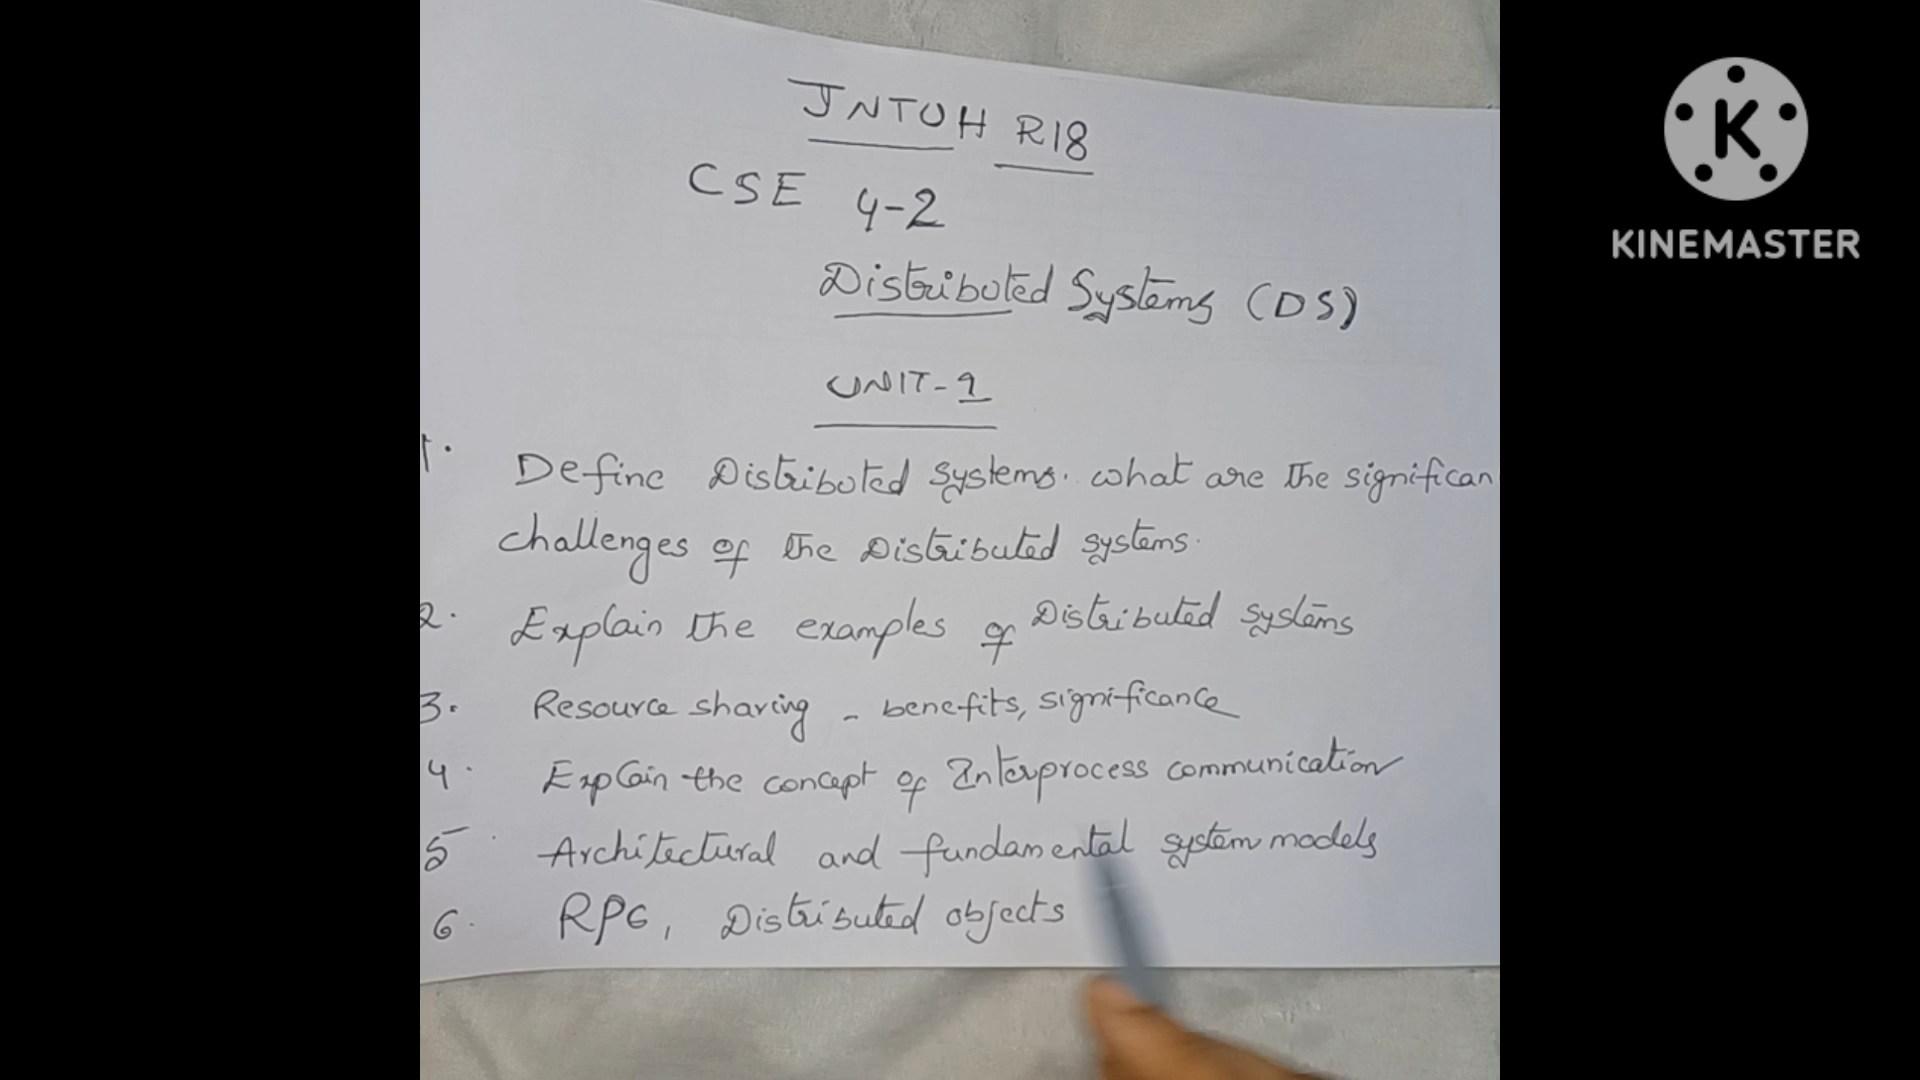 JNTUH R18
CSE 4-2
Distributed Systems (DS)
UNIT-1
1. Define Distributed systems. what are the significan
challenges of the Distributed systems.
2. Explain the examples of Distributed systems
3. Resource sharing - benefits, significance
4. Explain the concept of Interprocess communication
5. Architectural and fundamental system models
6. RPC, Distributed objects
K
KINEMASTER